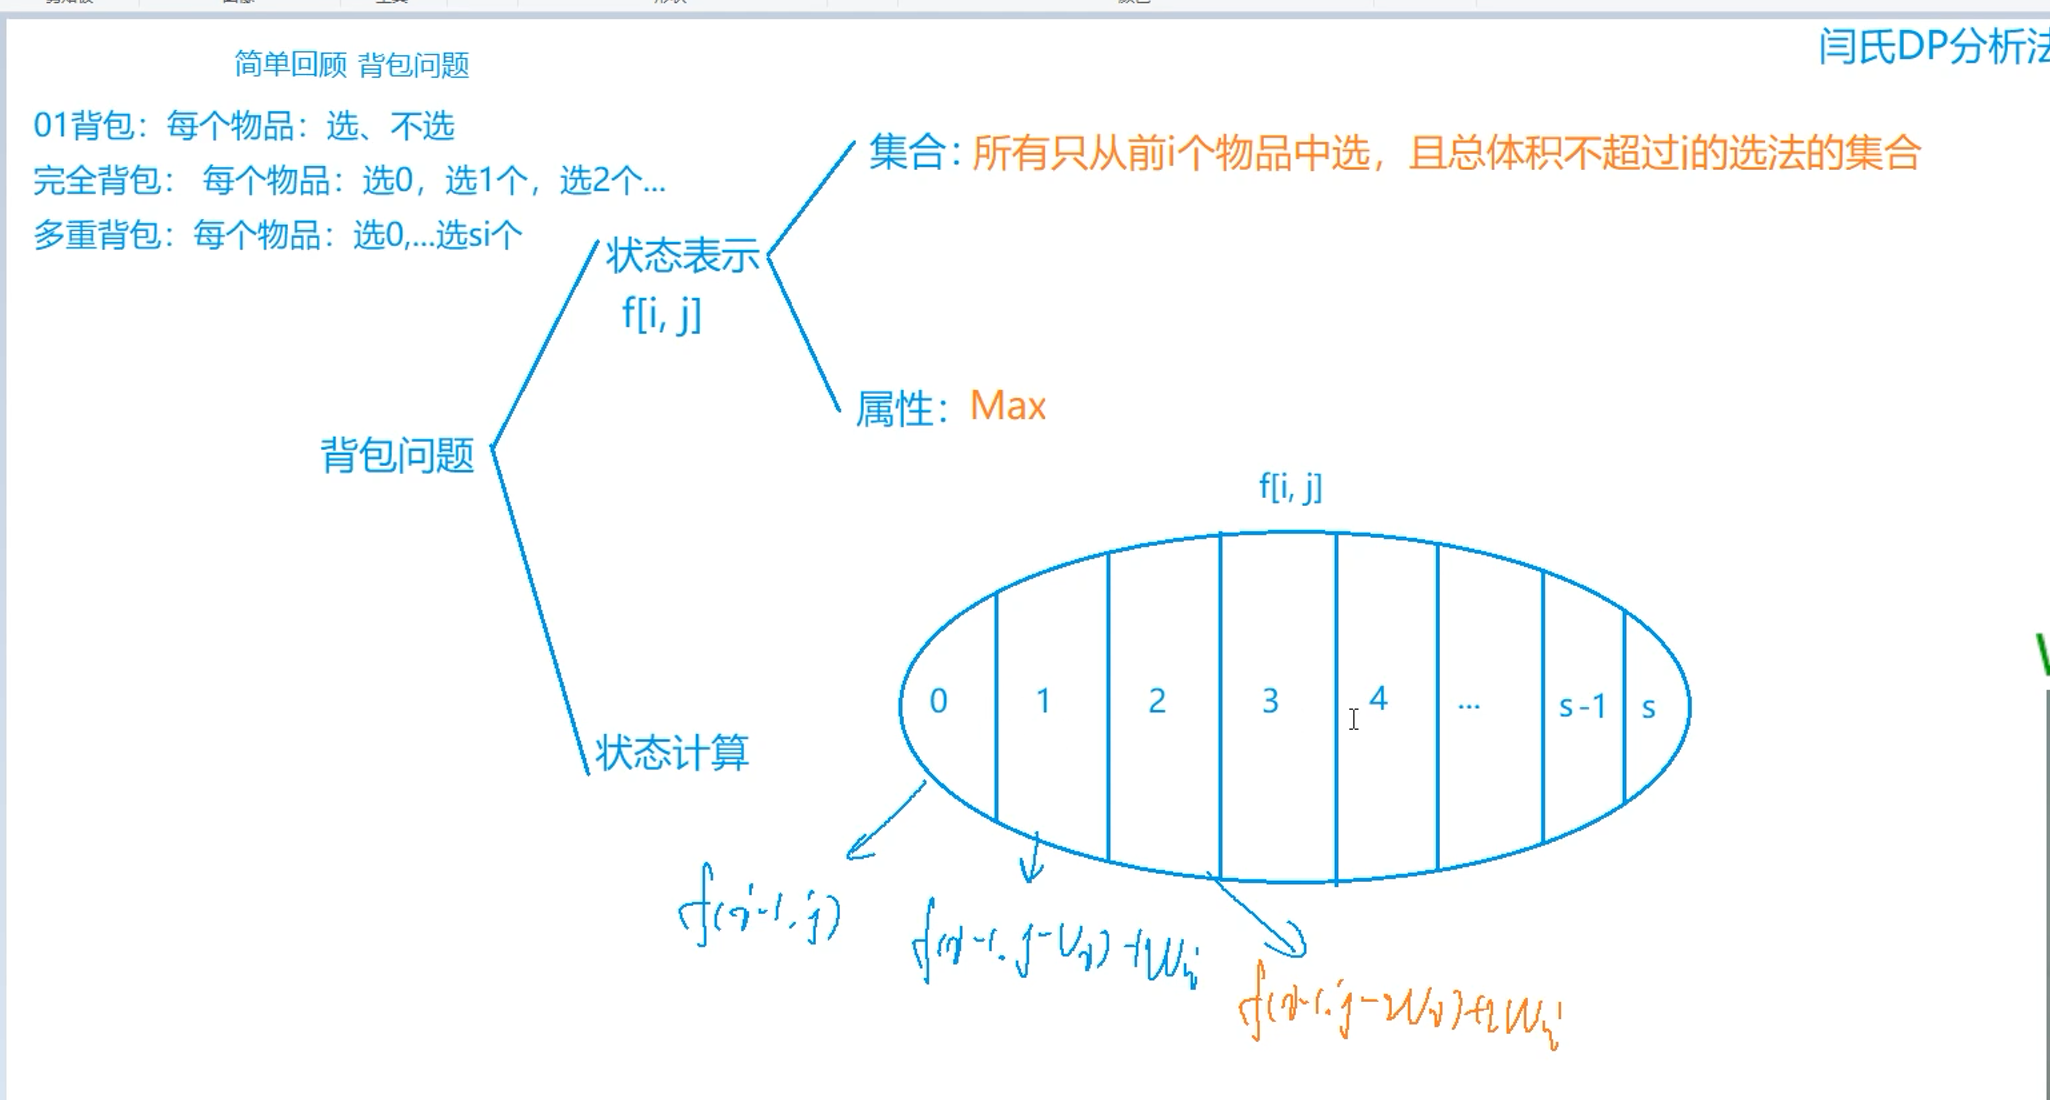 简单回顾 背包问题
闫氏DP分析法
01背包：每个物品：选、不选
完全背包： 每个物品：选0，选1个，选2个...
多重背包：每个物品：选0,...选si个
集合：所有只从前i个物品中选，且总体积不超过j的选法的集合
状态表示
f[i, j]
属性：Max
背包问题
f[i, j]
0 1 2 3 4 ... s-1 s
状态计算
f(i-1, j)
f(i-1, j-Vi)+Wi
f(i-1, j-2Vi)+2Wi